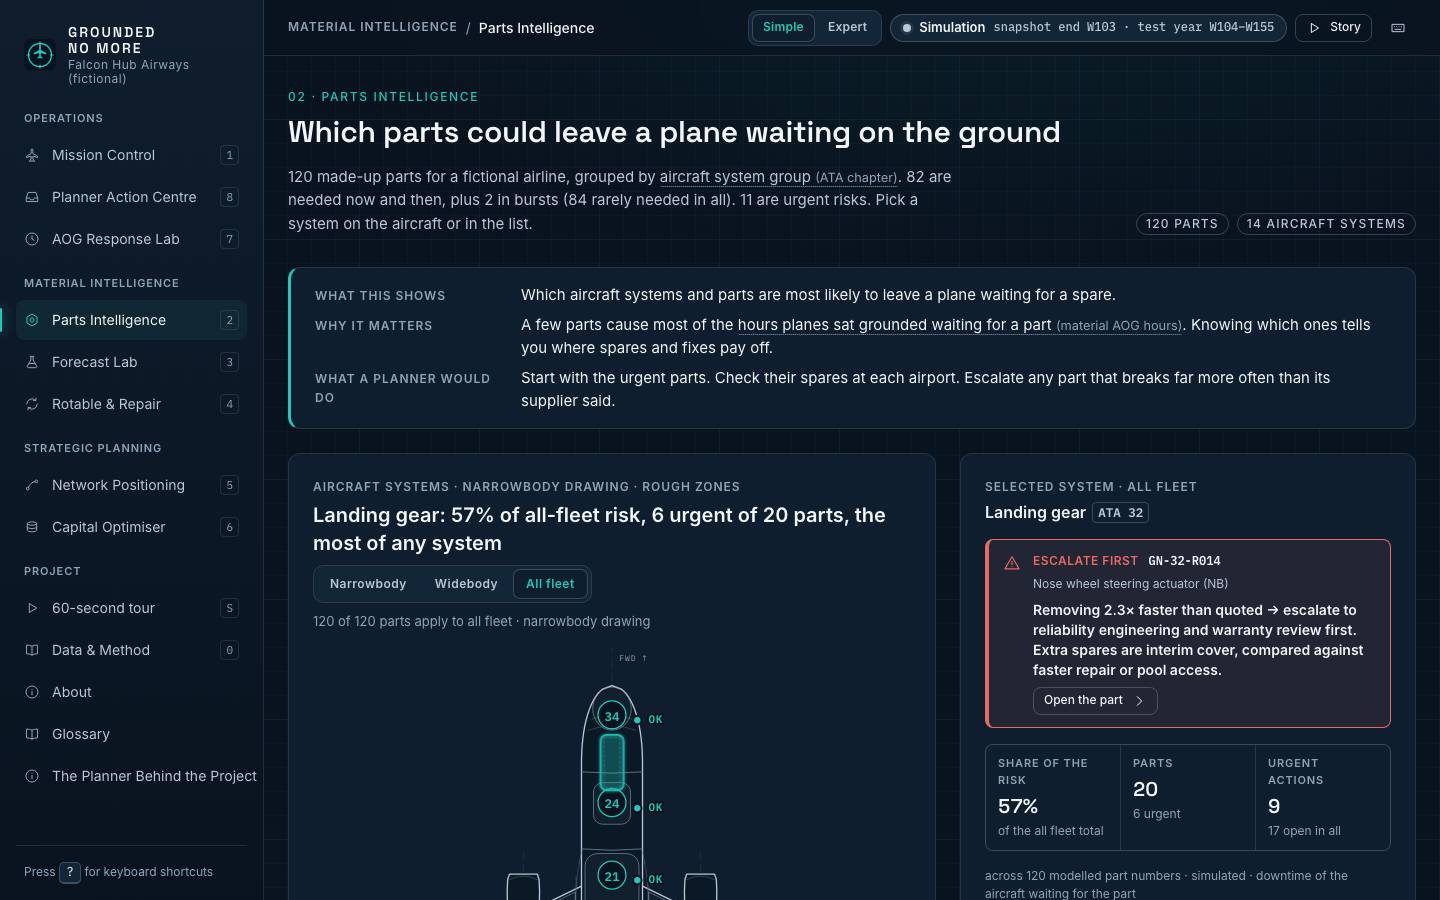 GROUNDED
NO MORE
Falcon Hub Airways
(fictional)
OPERATIONS
Mission Control 1
Planner Action Centre 8
AOG Response Lab 7
MATERIAL INTELLIGENCE
Parts Intelligence 2
Forecast Lab 3
Rotable & Repair 4
STRATEGIC PLANNING
Network Positioning 5
Capital Optimiser 6
PROJECT
60-second tour S
Data & Method 0
About
Glossary
The Planner Behind the Project
Press ? for keyboard shortcuts
MATERIAL INTELLIGENCE / Parts Intelligence
Simple Expert
Simulation snapshot end W103 · test year W104–W155
Story
02 · PARTS INTELLIGENCE
Which parts could leave a plane waiting on the ground
120 made-up parts for a fictional airline, grouped by aircraft system group (ATA chapter). 82 are
needed now and then, plus 2 in bursts (84 rarely needed in all). 11 are urgent risks. Pick a
system on the aircraft or in the list.
120 PARTS 14 AIRCRAFT SYSTEMS
WHAT THIS SHOWS
Which aircraft systems and parts are most likely to leave a plane waiting for a spare.
WHY IT MATTERS
A few parts cause most of the hours planes sat grounded waiting for a part (material AOG hours). Knowing which ones tells
you where spares and fixes pay off.
WHAT A PLANNER WOULD
DO
Start with the urgent parts. Check their spares at each airport. Escalate any part that breaks far more often than its
supplier said.
AIRCRAFT SYSTEMS · NARROWBODY DRAWING · ROUGH ZONES
Landing gear: 57% of all-fleet risk, 6 urgent of 20 parts, the
most of any system
Narrowbody Widebody All fleet
120 of 120 parts apply to all fleet · narrowbody drawing
FWD ↑
34 OK
24 OK
21 OK
SELECTED SYSTEM · ALL FLEET
Landing gear ATA 32
ESCALATE FIRST GN-32-R014
Nose wheel steering actuator (NB)
Removing 2.3× faster than quoted → escalate to
reliability engineering and warranty review first.
Extra spares are interim cover, compared against
faster repair or pool access.
Open the part
SHARE OF THE
RISK
57%
of the all fleet total
PARTS
20
6 urgent
URGENT
ACTIONS
9
17 open in all
across 120 modelled part numbers · simulated · downtime of the
aircraft waiting for the part